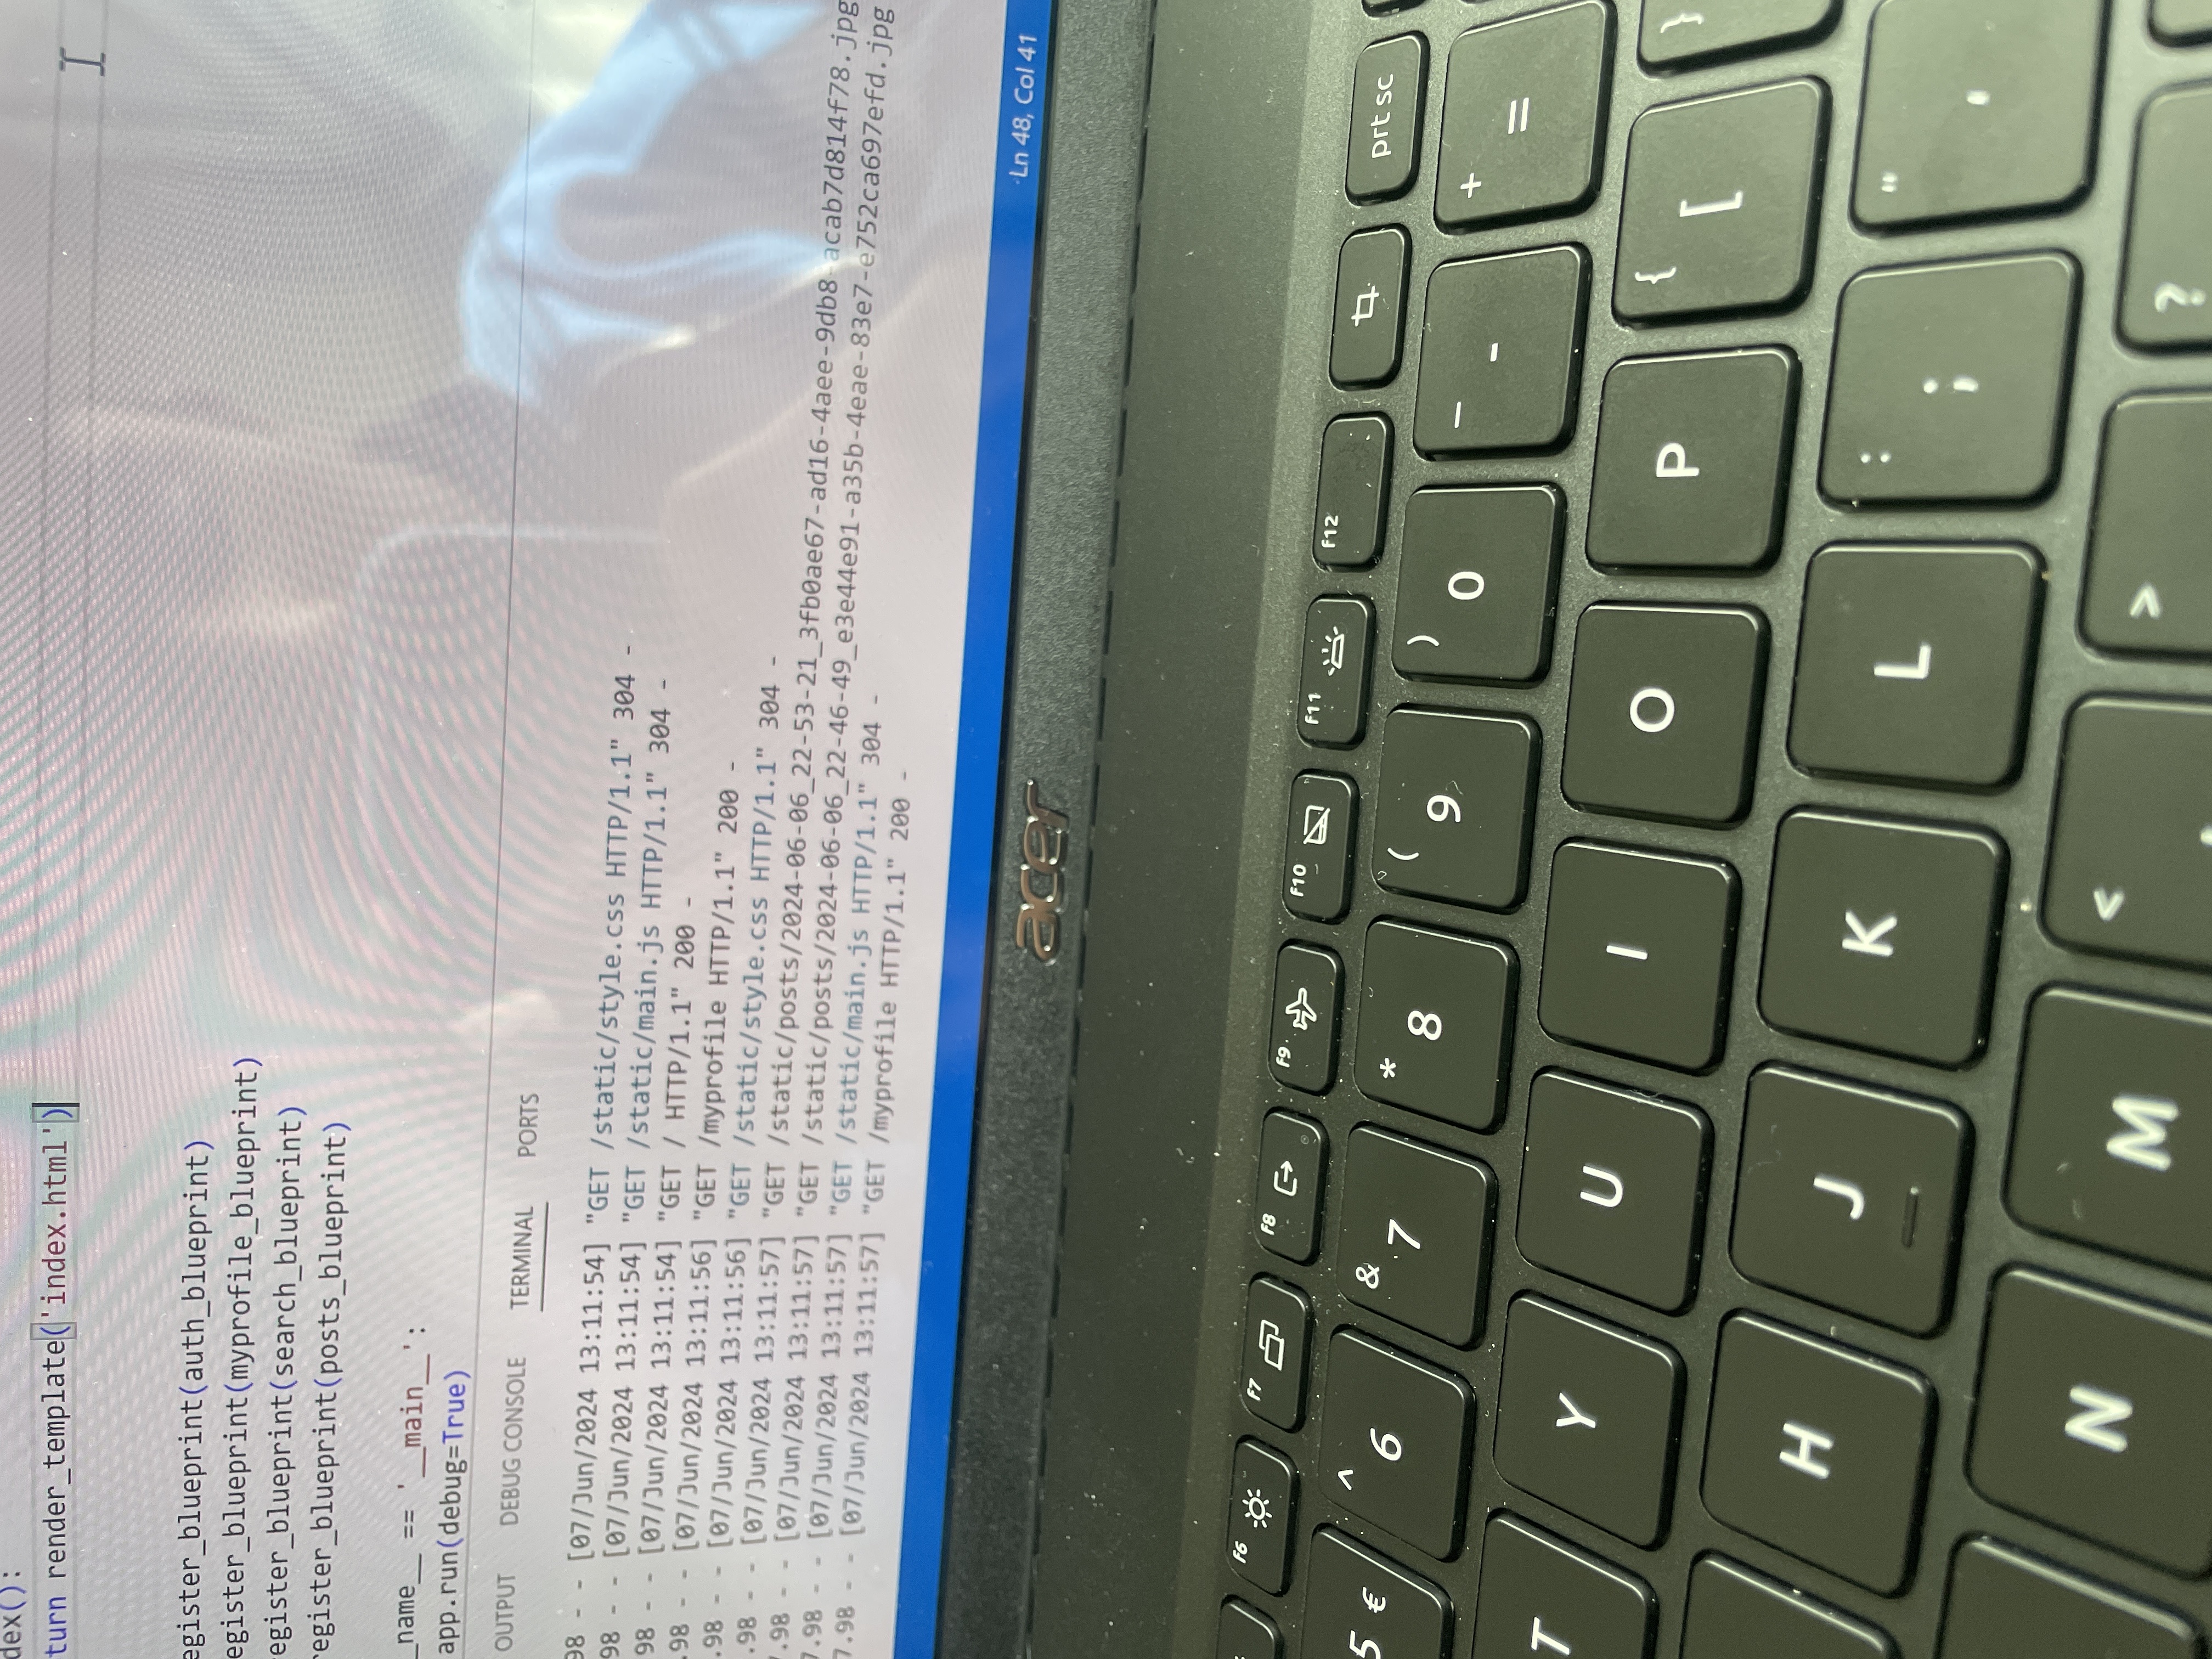 dex():
turn render_template('index.html')
egister_blueprint(auth_blueprint)
egister_blueprint(myprofile_blueprint)
egister_blueprint(search_blueprint)
register_blueprint(posts_blueprint)
_name__ == '__main__':
app.run(debug=True)
OUTPUT DEBUG CONSOLE TERMINAL PORTS
98 - - [07/Jun/2024 13:11:54] "GET /static/style.css HTTP/1.1" 304 -
98 - - [07/Jun/2024 13:11:54] "GET /static/main.js HTTP/1.1" 304 -
98 - - [07/Jun/2024 13:11:54] "GET / HTTP/1.1" 200 -
.98 - - [07/Jun/2024 13:11:56] "GET /myprofile HTTP/1.1" 200 -
.98 - - [07/Jun/2024 13:11:56] "GET /static/style.css HTTP/1.1" 304 -
.98 - - [07/Jun/2024 13:11:57] "GET /static/posts/2024-06-06_22-53-21_3fb0ae67-ad16-4aee-9db8-acab7d814f78.jpg
7.98 - - [07/Jun/2024 13:11:57] "GET /static/posts/2024-06-06_22-46-49_e3e44e91-a35b-4eae-83e7-e752ca697efd.jpg
7.98 - - [07/Jun/2024 13:11:57] "GET /static/main.js HTTP/1.1" 304 -
7.98 - - [07/Jun/2024 13:11:57] "GET /myprofile HTTP/1.1" 200 -
Ln 48, Col 41
acer
F6 F7 F8 F9 F10 F11 F12 prt sc
5 € ^ 6 & 7 * 8 ( 9 ) 0 _ - + =
T Y U I O P { [ }
H J K L : ; " '
N M < , > ?